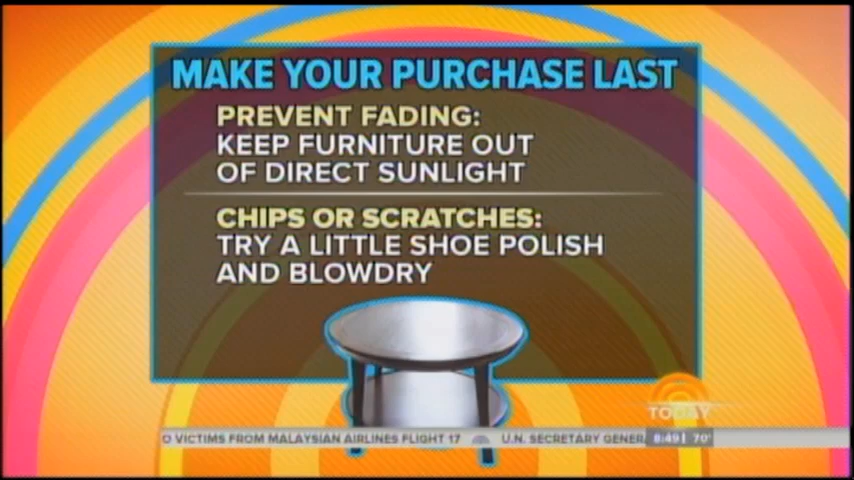 MAKE YOUR PURCHASE LAST
PREVENT FADING:
KEEP FURNITURE OUT
OF DIRECT SUNLIGHT
CHIPS OR SCRATCHES:
TRY A LITTLE SHOE POLISH
AND BLOWDRY
TODAY
O VICTIMS FROM MALAYSIAN AIRLINES FLIGHT 17 U.N. SECRETARY GENER 8:49 70°